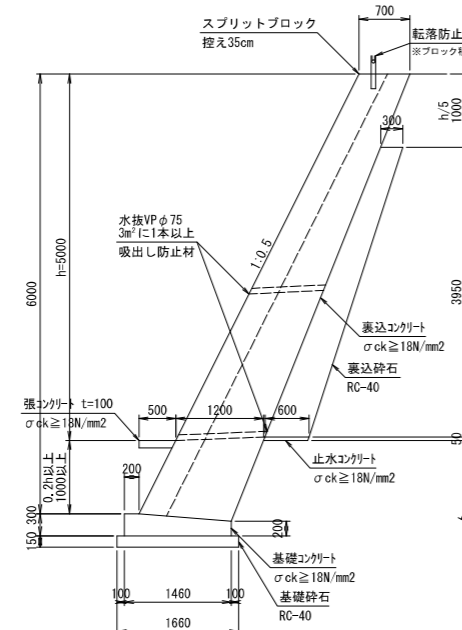 スプリットブロック
控え35cm
700
転落防止
※ブロック積
h/5
1000
300
水抜VPφ75
3m²に1本以上
吸出し防止材
1:0.5
6000
h=5000
3950
裏込コンクリート
σck≧18N/mm2
裏込砕石
RC-40
張コンクリート t=100
σck≧18N/mm2
500
1200
600
50
止水コンクリート
σck≧18N/mm2
0.2h以上
1000以上
200
300
150
200
基礎コンクリート
σck≧18N/mm2
100
1460
100
基礎砕石
RC-40
1660